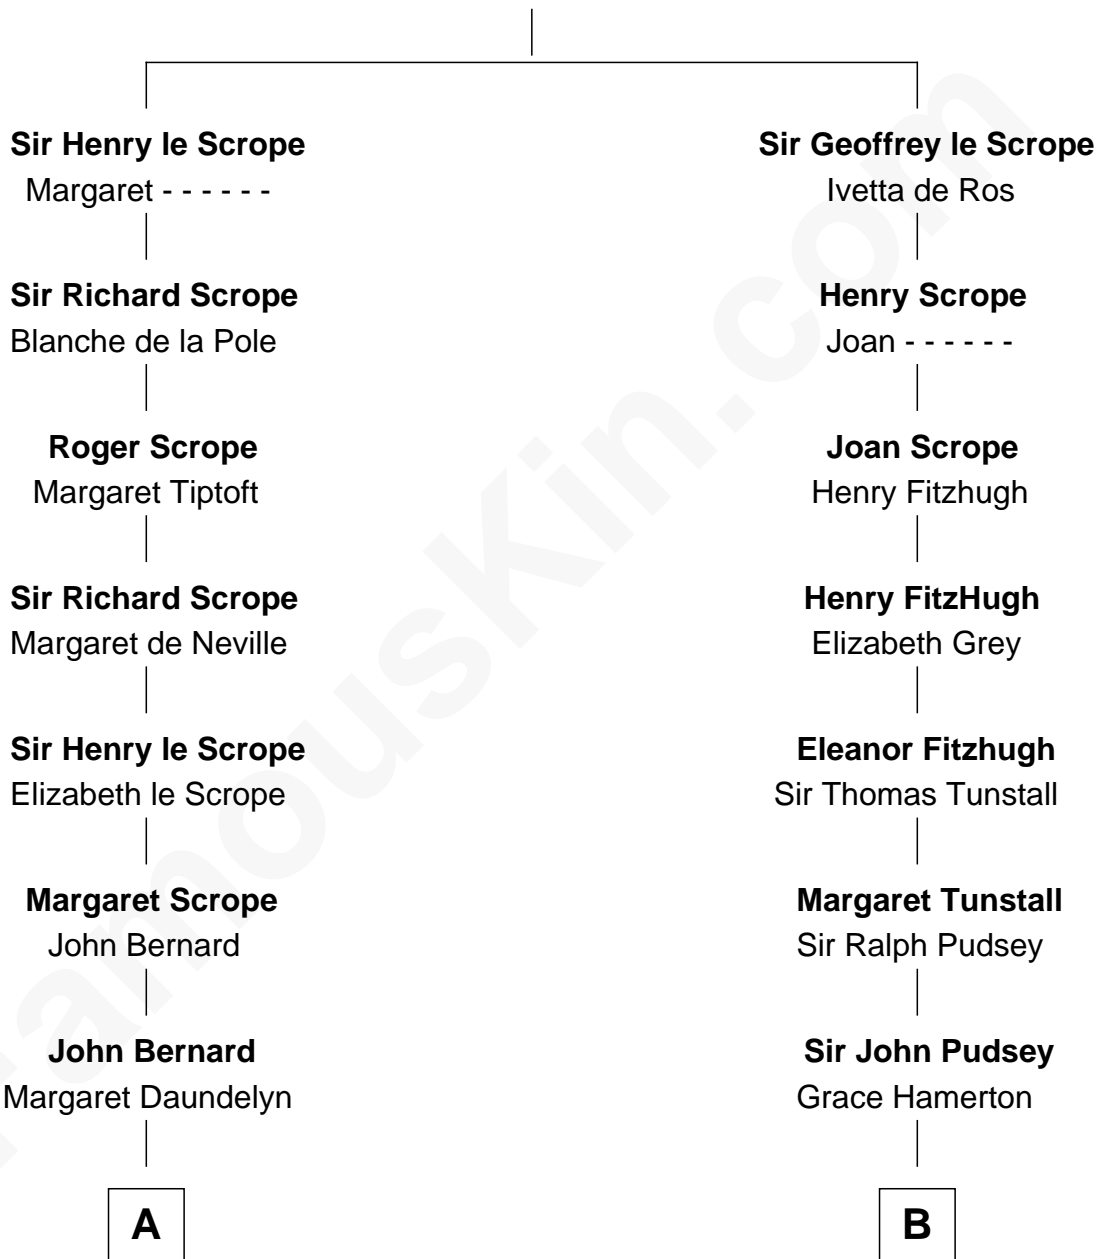 Sir Henry le Scrope
Margaret - - - - - -
Sir Richard Scrope
Blanche de la Pole
Roger Scrope
Margaret Tiptoft
Sir Richard Scrope
Margaret de Neville
Sir Henry le Scrope
Elizabeth le Scrope
Margaret Scrope
John Bernard
John Bernard
Margaret Daundelyn
A
Sir Geoffrey le Scrope
Ivetta de Ros
Henry Scrope
Joan - - - - - -
Joan Scrope
Henry Fitzhugh
Henry FitzHugh
Elizabeth Grey
Eleanor Fitzhugh
Sir Thomas Tunstall
Margaret Tunstall
Sir Ralph Pudsey
Sir John Pudsey
Grace Hamerton
B
FamousKin.com